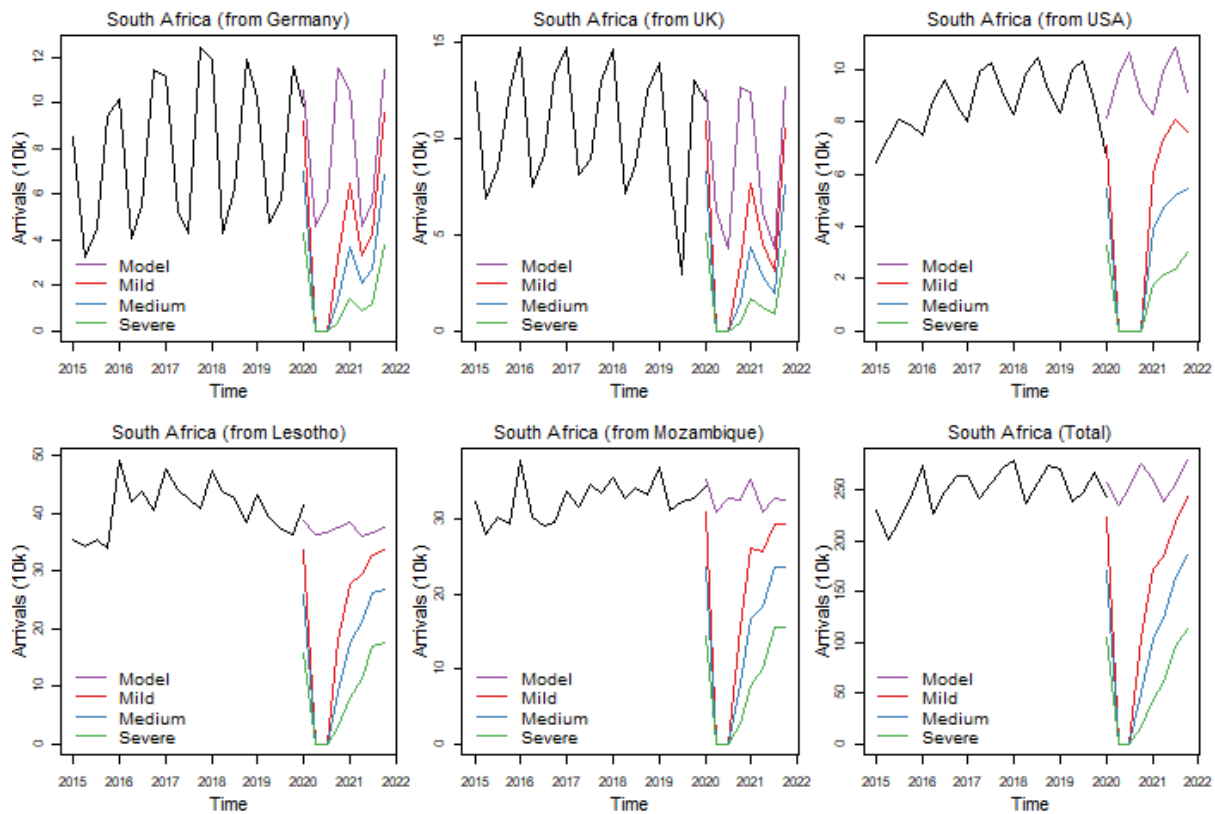 South Africa (from Germany)
Arrivals (10k)
12
10
8
6
4
2
0
Model
Mild
Medium
Severe
2015 2016 2017 2018 2019 2020 2021 2022
Time
South Africa (from UK)
Arrivals (10k)
15
10
5
0
Model
Mild
Medium
Severe
2015 2016 2017 2018 2019 2020 2021 2022
Time
South Africa (from USA)
Arrivals (10k)
10
8
6
4
2
0
Model
Mild
Medium
Severe
2015 2016 2017 2018 2019 2020 2021 2022
Time
South Africa (from Lesotho)
Arrivals (10k)
50
40
30
20
10
0
Model
Mild
Medium
Severe
2015 2016 2017 2018 2019 2020 2021 2022
Time
South Africa (from Mozambique)
Arrivals (10k)
30
20
10
0
Model
Mild
Medium
Severe
2015 2016 2017 2018 2019 2020 2021 2022
Time
South Africa (Total)
Arrivals (10k)
250
200
150
100
50
0
Model
Mild
Medium
Severe
2015 2016 2017 2018 2019 2020 2021 2022
Time